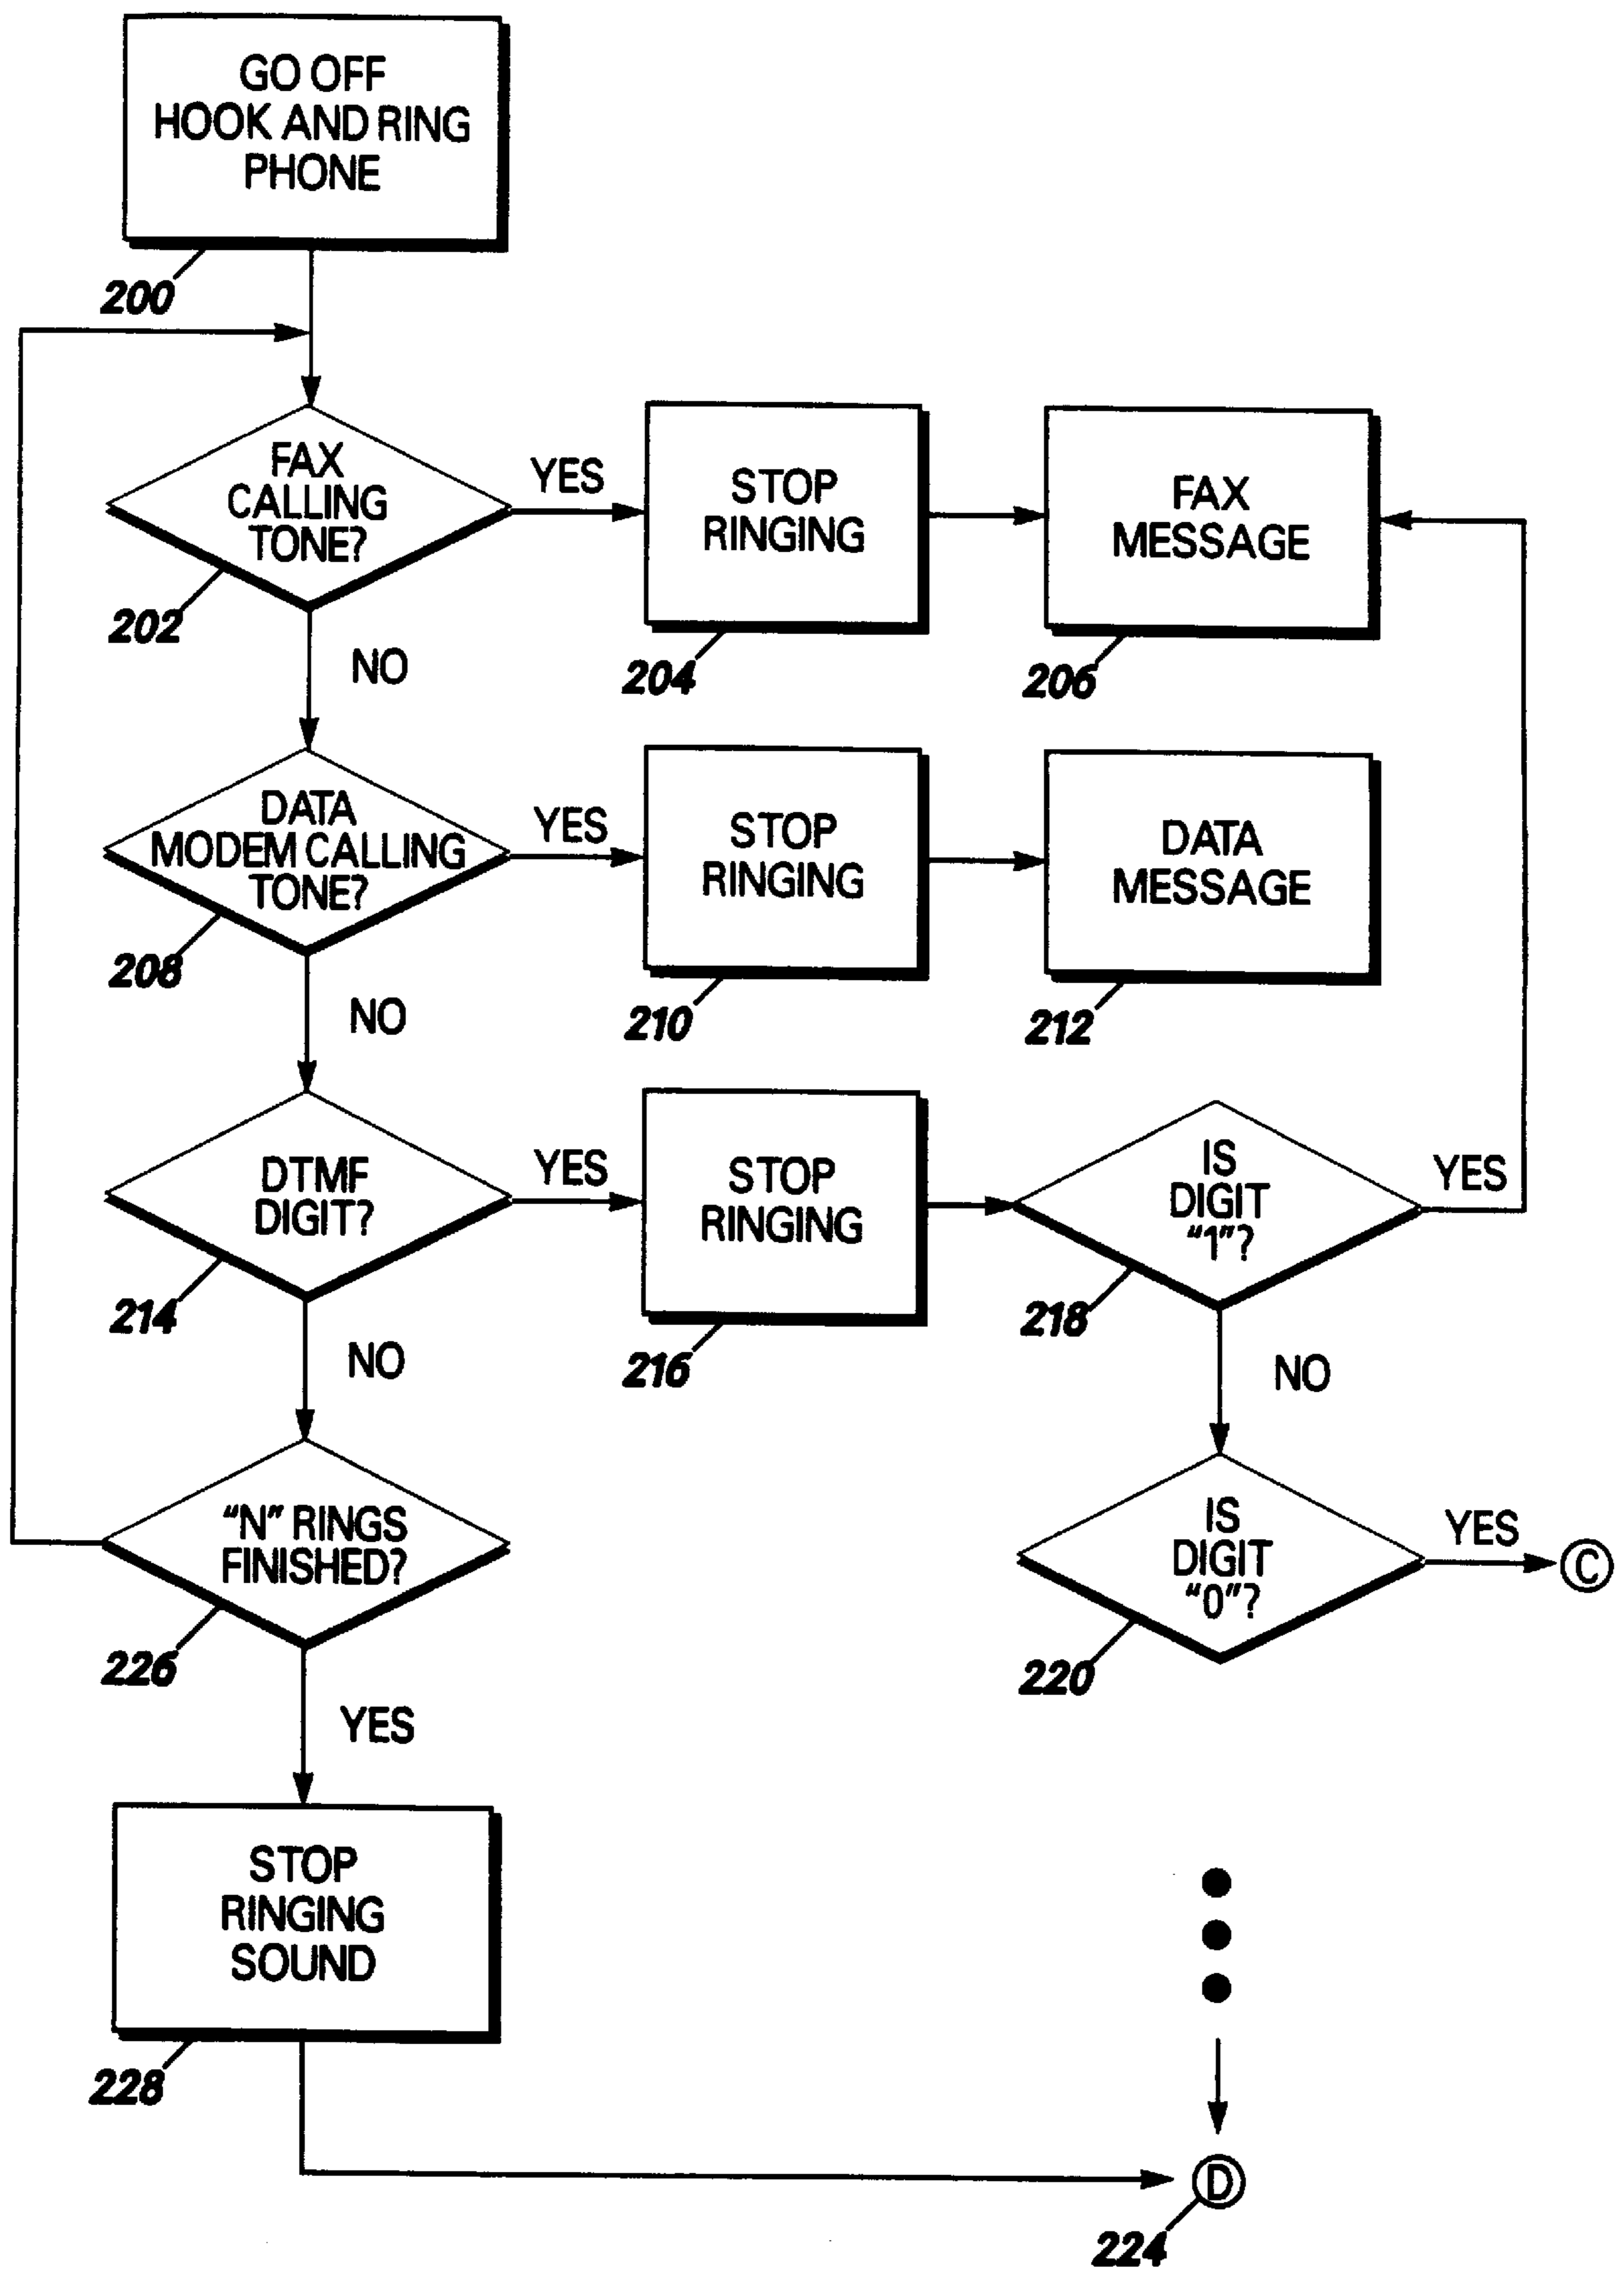 GO OFF
HOOK AND RING
PHONE
200
FAX
CALLING
TONE?
202
YES
NO
STOP
RINGING
204
FAX
MESSAGE
206
DATA
MODEM CALLING
TONE?
208
YES
NO
STOP
RINGING
210
DATA
MESSAGE
212
DTMF
DIGIT?
214
YES
NO
STOP
RINGING
216
IS
DIGIT
“1”?
218
YES
NO
“N” RINGS
FINISHED?
226
YES
IS
DIGIT
“0”?
220
YES
C
STOP
RINGING
SOUND
228
D
224